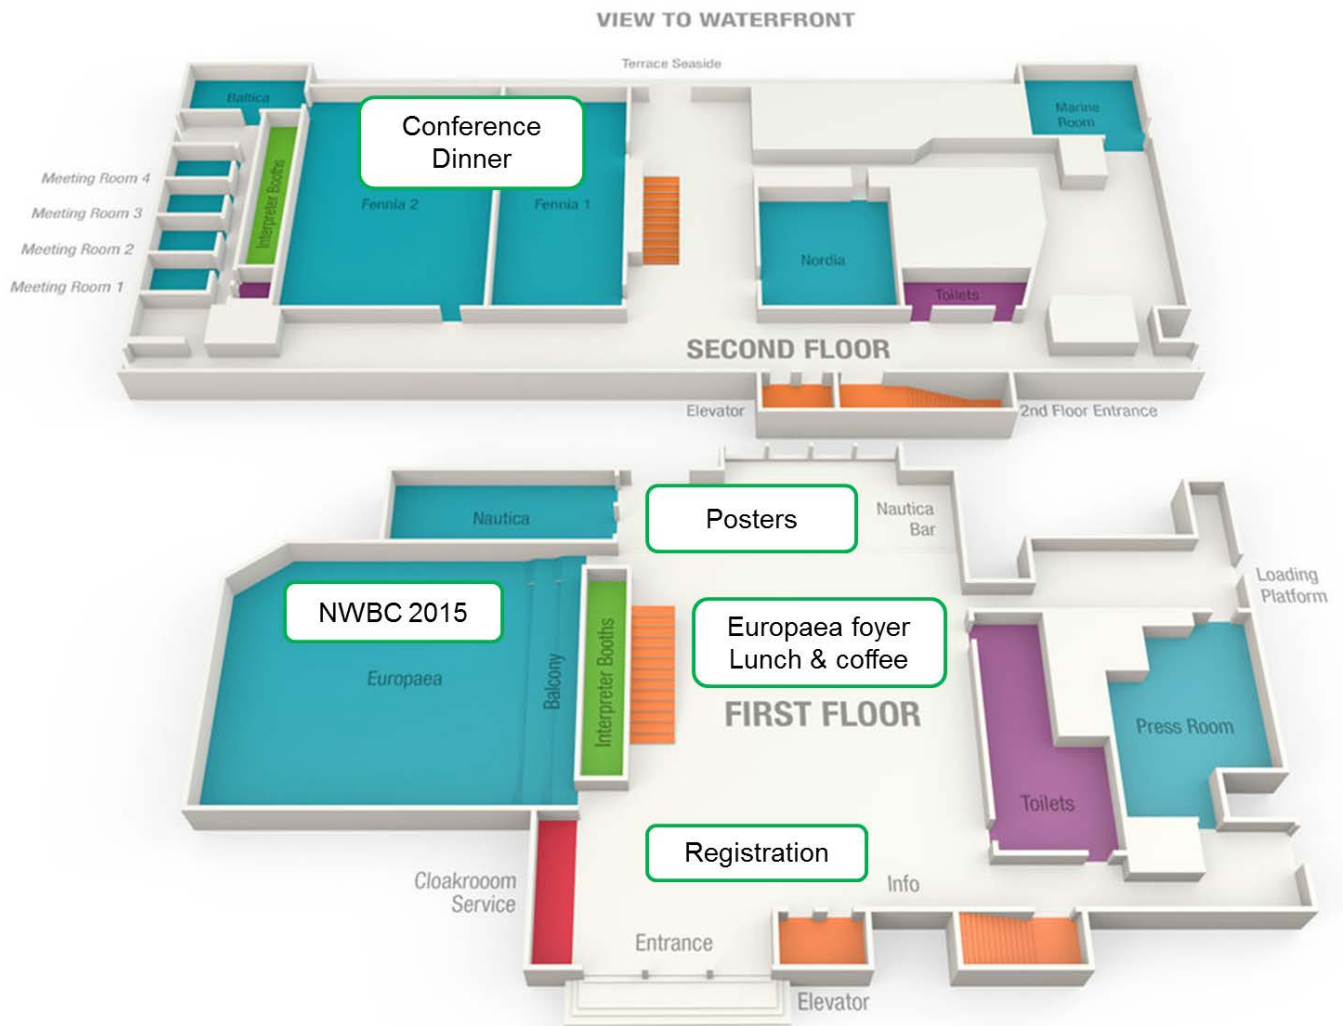 VIEW TO WATERFRONT
Terrace Seaside
Baltica
Conference
Dinner
Marine
Room
Meeting Room 4
Meeting Room 3
Meeting Room 2
Meeting Room 1
Interpreter Booths
Fennia 2
Fennia 1
Nordia
Toilets
SECOND FLOOR
Elevator
2nd Floor Entrance
Nautica
Posters
Nautica
Bar
Loading
Platform
NWBC 2015
Europaea
Balcony
Interpreter Booths
Europaea foyer
Lunch & coffee
FIRST FLOOR
Press Room
Toilets
Registration
Cloakrooom
Service
Info
Entrance
Elevator